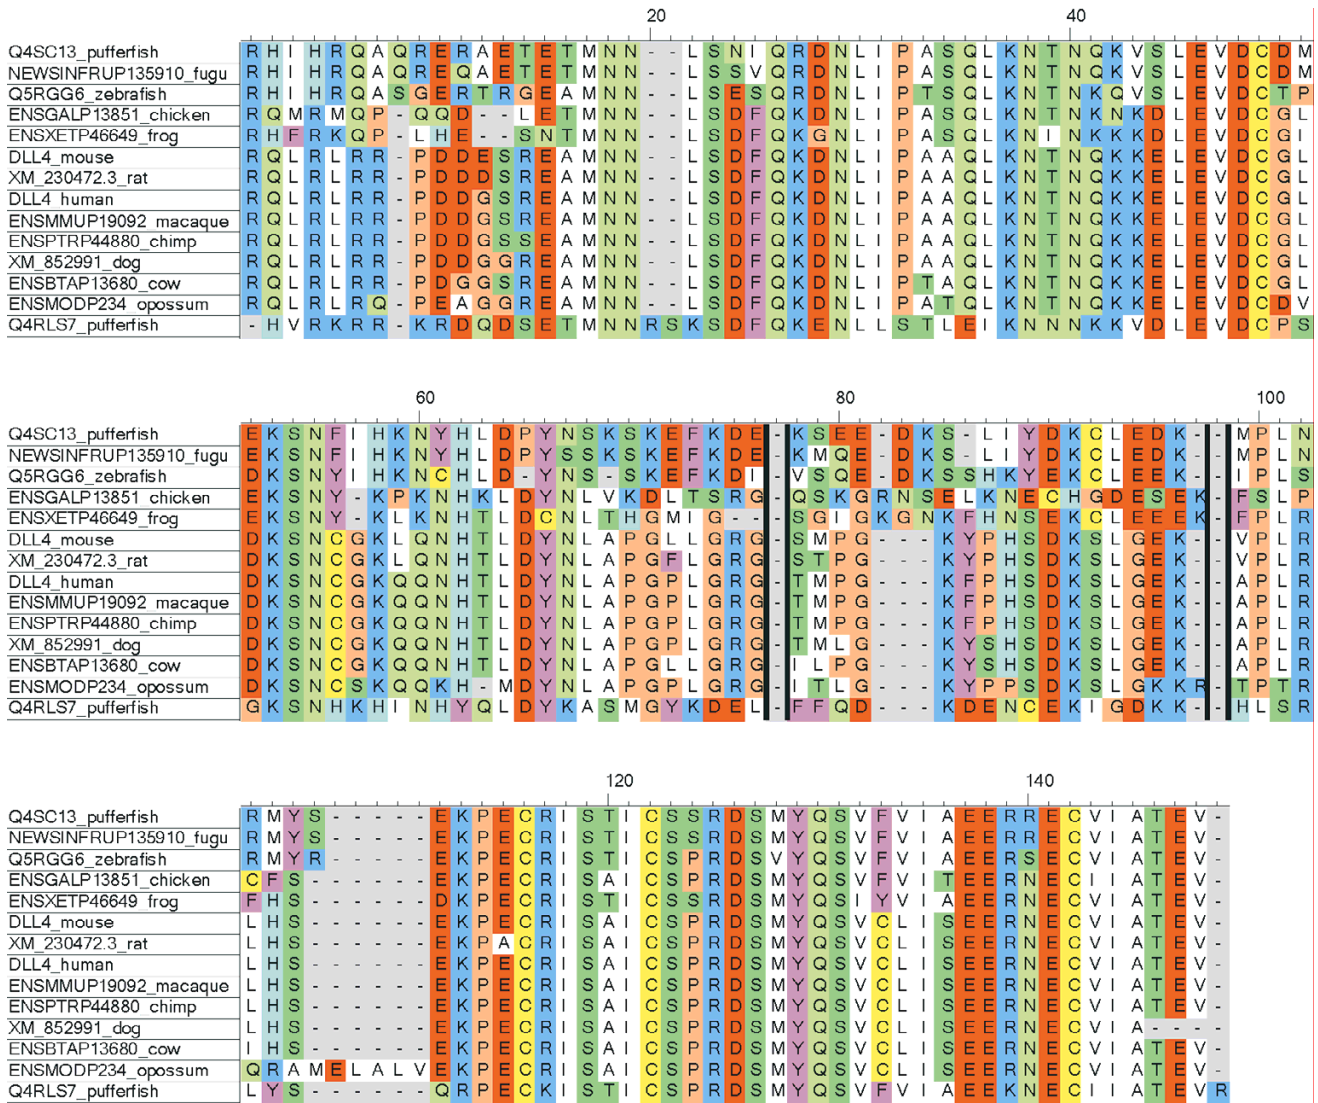 20 40
Q4SC13_pufferfish RHIHRQAQRERAETETMNN--LSNIQRDNLIPASQLKNTNQKVSLEVDCDM
NEWSINFRUP135910_fugu RHIHRQAQREQAETETMNN--LSSVQRDNLIPASQLKNTNQKVSLEVDCDM
Q5RGG6_zebrafish RHIHRQASGERTRGEAMNN--LSESQRDNLIPTSQLKNTNKQVSLEVDCTP
ENSGALP13851_chicken RQMRMQP-QQD--LETMNN--LSDFQKDNLIPASQLKNTNKKVDLEVDCGL
ENSXETP46649_frog RHFRKQP-LHE--SNTMNN--LSDFQKGNLIPASQLKNINKKKDLEVDCGI
DLL4_mouse RQLRLRR-PDDESREAMNN--LSDFQKDNLIPAAQLKNTNQKKELEVDCGL
XM_230472.3_rat RQLRLRR-PDDDSREAMNN--LSDFQKDNLIPAAQLKNTNQKKELEVDCGL
DLL4_human RQLRLRR-PDDGSREAMNN--LSDFQKDNLIPAAQLKNTNQKKELEVDCGL
ENSMMUP19092_macaque RQLRLRR-PDDGSREAMNN--LSDFQKDNLIPAAQLKNTNQKKELEVDCGL
ENSPTRP44880_chimp RQLRLRR-PDDGSSEAMNN--LSDFQKDNLIPAAQLKNTNQKKELEVDCGL
XM_852991_dog RQLRLRR-PDDGGREAMNN--LSDFQKDNLIPAAQLKNTNQKKELEVDCGL
ENSBTAP13680_cow RQLRLRR-PDGGSREAMNN--LSDFQKDNLIPTAQLKNTNQKKELEVDCGL
ENSMODP234_opossum RQLRLRQ-PEAGGREAMNN--LSDFQKDNLIPATQLKNTNQKKELEVDCDV
Q4RLS7_pufferfish -HVRKRR-KRDQDSETMNNRSKSDFQKENLLSTLEIKNNNKKVDLEVDCPS
60 80 100
Q4SC13_pufferfish EKSNFIHKNYHLDPYNSKSKEFKDE-KSEE-DKS-LIYDKCLEDK--MPLN
NEWSINFRUP135910_fugu EKSNFIHKNYHLDPYSSKSKEFKDE-KMQE-DKS-LIYDKCLEDK--MPLN
Q5RGG6_zebrafish DKSNYIHKNCHLD-YNS-SKEFKDI-VSQE-DKSSHKYEKCLEDK--IPLS
ENSGALP13851_chicken EKSNY-KPKNHKLDYNLVKDLTSRG-QSKGRNSELKNECHGDESEK-FSLP
ENSXETP46649_frog EKSNY-KLKNHTLDCNLTHGMIG---SGIGKGNKFHNSEKCLEEEK-FPLR
DLL4_mouse DKSNCGKLQNHTLDYNLAPGLLGRG-SMPG---KYPHSDKSLGEK--VPLR
XM_230472.3_rat DKSNCGKLQNHTLDYNLAPGFLGRG-STPG---KYPHSDKSLGEK--VPLR
DLL4_human DKSNCGKQQNHTLDYNLAPGPLGRG-TMPG---KFPHSDKSLGEK--APLR
ENSMMUP19092_macaque DKSNCGKQQNHTLDYNLAPGPLGRG-TMPG---KFPHSDKSLGEK--APLR
ENSPTRP44880_chimp DKSNCGKQQNHTLDYNLAPGPLGRG-TMPG---KFPHSDKSLGEK--APLR
XM_852991_dog DKSNCGKQQNHTLDYNLAPGPLGRG-TMLG---KYSHSDKSLGEK--APLR
ENSBTAP13680_cow DKSNCGKQQNHTLDYNLAPGLLGRG-ILPG---KYSHSDKSLGEK--APLR
ENSMODP234_opossum DKSNCSKQQKH-MDYNLAPGPLGRG-ITLG---KYPPSDKSLGKKR-TPTR
Q4RLS7_pufferfish GKSNHKHINHYQLDYKASMGYKDEL-FFQD---KDENCEKIGDKK--HLSR
120 140
Q4SC13_pufferfish RMYS-----EKPECRISTICSSRDSMYQSVFVIAEERRECVIATEV-
NEWSINFRUP135910_fugu RMYS-----EKPECRISTICSSRDSMYQSVFVIAEERRECVIATEV-
Q5RGG6_zebrafish RMYR-----EKPECRISTICSPRDSVYQSVFVIAEERSECVIATEV-
ENSGALP13851_chicken CFS------EKPECRISAICSPRDSMYQSVFVITEERNECIIATEV-
ENSXETP46649_frog FHS------DKPECRISTICSSRDSMYQSIYVIAEERNECVIATEV-
DLL4_mouse LHS------EKPECRISAICSPRDSMYQSVCLISEERNECVIATEV-
XM_230472.3_rat LHS------EKPACRISAICSPRDSMYQSVCLISEERNECVIATEV-
DLL4_human LHS------EKPECRISAICSPRDSMYQSVCLISEERNECVIATEV-
ENSMMUP19092_macaque LHS------EKPECRISAICSPRDSMYQSVCLISEERNECVIATEV-
ENSPTRP44880_chimp LHS------EKPECRISAICSPRDSMYQSVCLISEERNECVIATEV-
XM_852991_dog LHS------EKPECRISAICSPRDSMYQSVCLISEERNECVIA----
ENSBTAP13680_cow IHS------EKPECRISAICSPRDSMYQSVCLISEERNECVIATEV-
ENSMODP234_opossum QRAMELALVEKPECRISAICSPRDSMYQSVCLISEERNECVIATEV-
Q4RLS7_pufferfish LYS------QRPECKISTICSPRDSMYQSVFVIAEEKNECIIATEVR